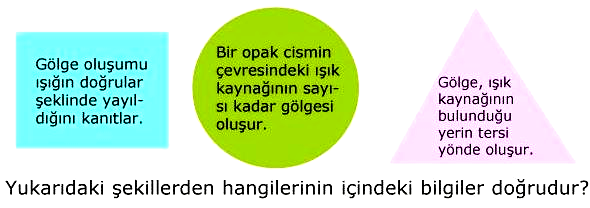 Gölge oluşumu
ışığın doğrular
şeklinde yayıl-
dığını kanıtlar.
Bir opak cismin
çevresindeki ışık
kaynağının sayı-
sı kadar gölgesi
oluşur.
Gölge, ışık
kaynağının
bulunduğu
yerin tersi
yönde oluşur.
Yukarıdaki şekillerden hangilerinin içindeki bilgiler doğrudur?